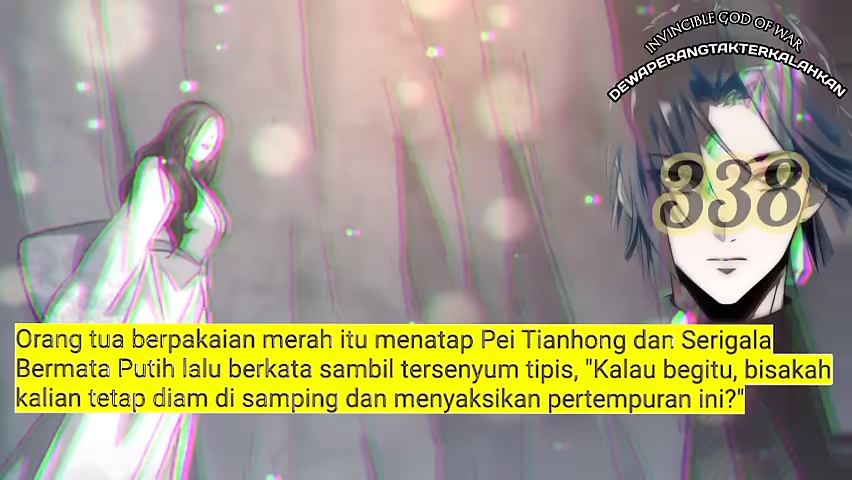 INVINCIBLE GOD OF WAR
DEWAPERANGTAKTERKALAHKAN
338
Orang tua berpakaian merah itu menatap Pei Tianhong dan Serigala
Bermata Putih lalu berkata sambil tersenyum tipis, "Kalau begitu, bisakah
kalian tetap diam di samping dan menyaksikan pertempuran ini?"